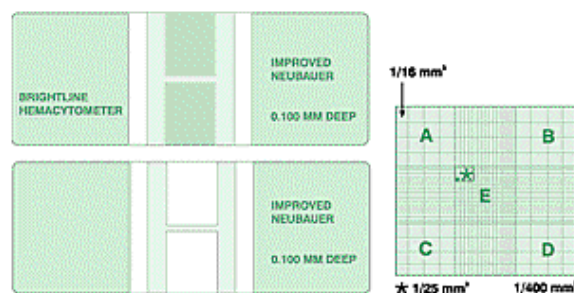 BRIGHTLINE
HEMACYTOMETER
IMPROVED
NEUBAUER
0.100 MM DEEP
IMPROVED
NEUBAUER
0.100 MM DEEP
1/16 mm²
A
B
E
C
D
* 1/25 mm²
1/400 mm²